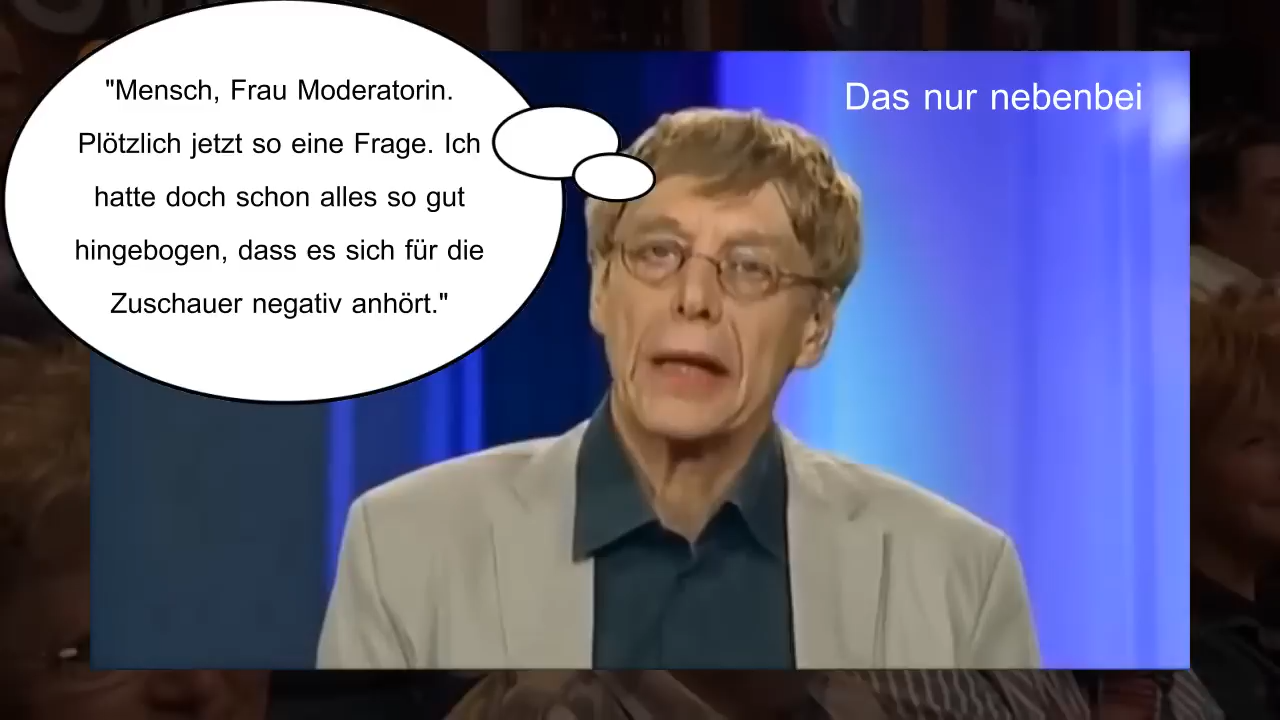 "Mensch, Frau Moderatorin.
Plötzlich jetzt so eine Frage. Ich
hatte doch schon alles so gut
hingebogen, dass es sich für die
Zuschauer negativ anhört."
Das nur nebenbei